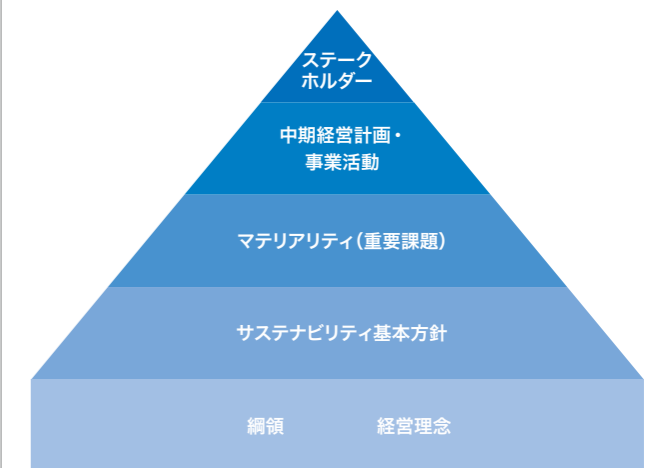 ステーク
ホルダー
中期経営計画・
事業活動
マテリアリティ(重要課題)
サステナビリティ基本方針
綱領 経営理念